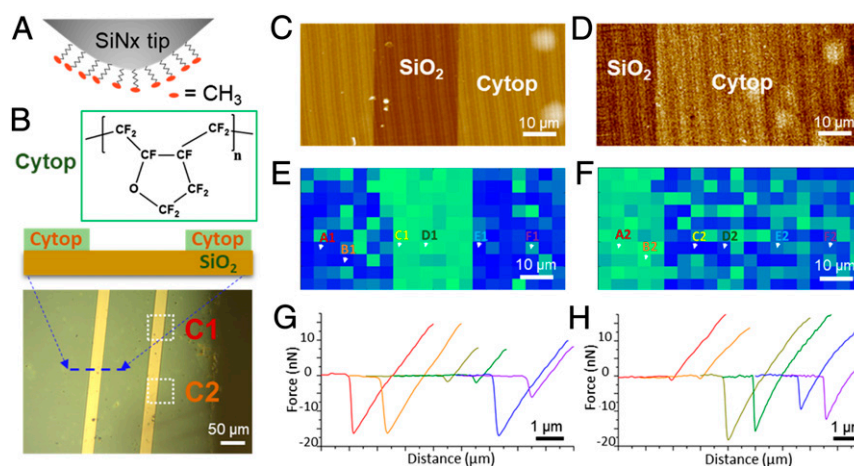 A
SiNx tip
= CH3
B
Cytop
CF2
CF2
CF
CF
n
O
CF2
CF2
CF2
Cytop
Cytop
SiO2
C1
C2
50 μm
C
SiO2
Cytop
10 μm
D
SiO2
Cytop
10 μm
E
A1
B1
C1
D1
E1
F1
10 μm
F
A2
B2
C2
D2
E2
F2
10 μm
G
Force (nN)
10
0
-10
-20
1 μm
Distance (μm)
H
Force (nN)
10
0
-10
-20
1 μm
Distance (μm)